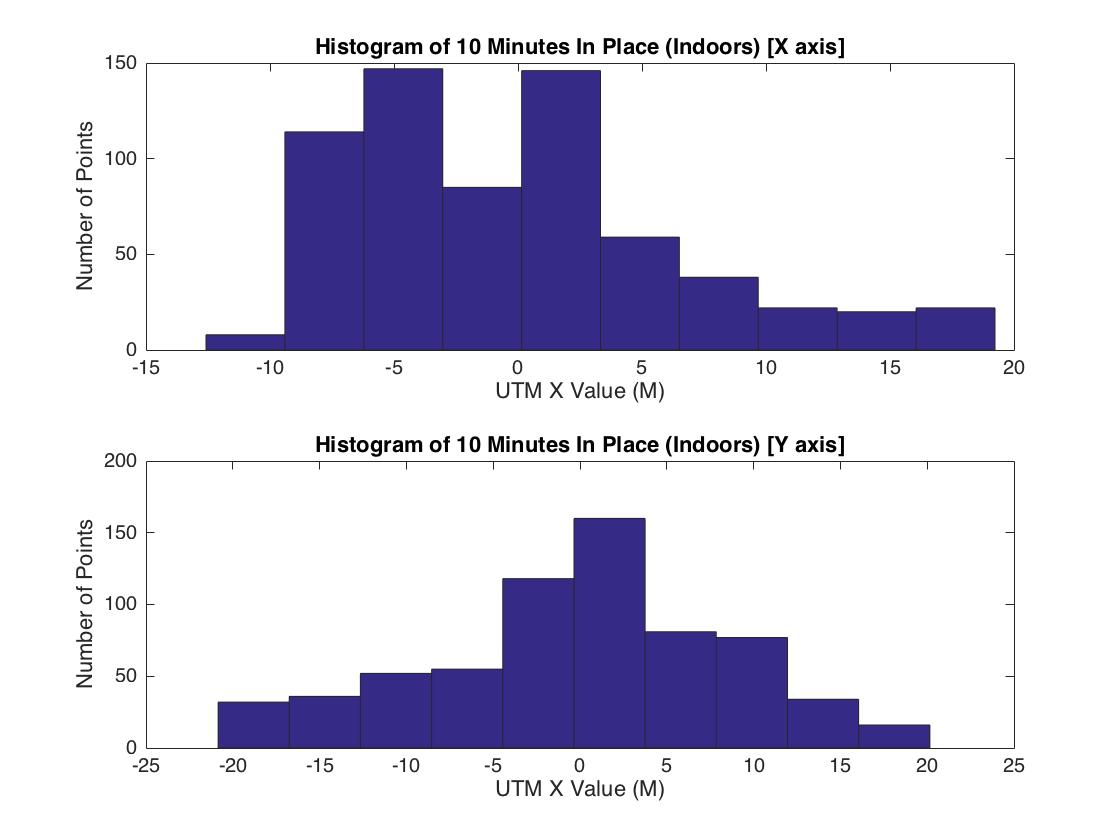 Histogram of 10 Minutes In Place (Indoors) [X axis]
150
100
50
0
Number of Points
-15 -10 -5 0 5 10 15 20
UTM X Value (M)
Histogram of 10 Minutes In Place (Indoors) [Y axis]
200
150
100
50
0
Number of Points
-25 -20 -15 -10 -5 0 5 10 15 20 25
UTM X Value (M)